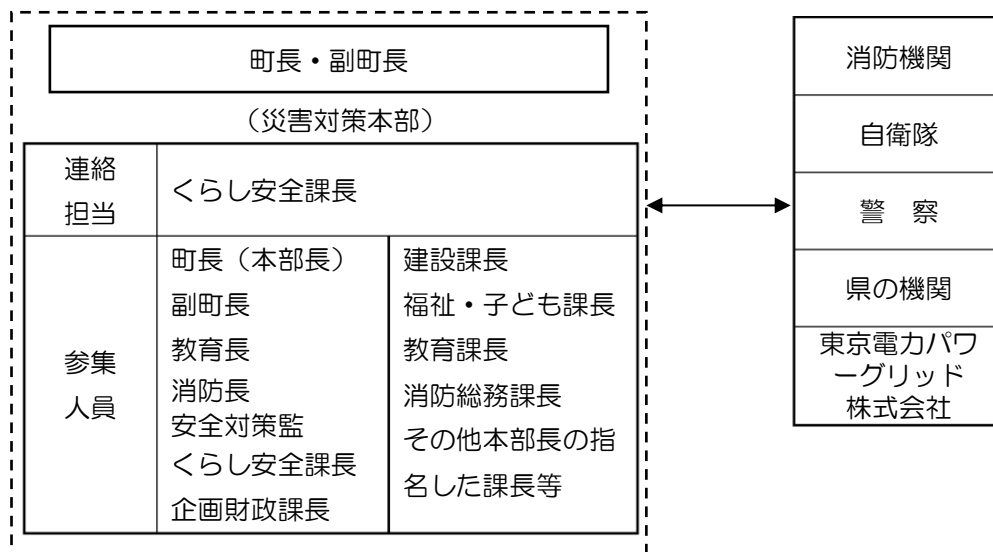 町長・副町長
（災害対策本部）
連絡
担当
くらし安全課長
参集
人員
町長（本部長）
副町長
教育長
消防長
安全対策監
くらし安全課長
企画財政課長
建設課長
福祉・子ども課長
教育課長
消防総務課長
その他本部長の指
名した課長等
消防機関
自衛隊
警　察
県の機関
東京電力パワ
ーグリッド
株式会社